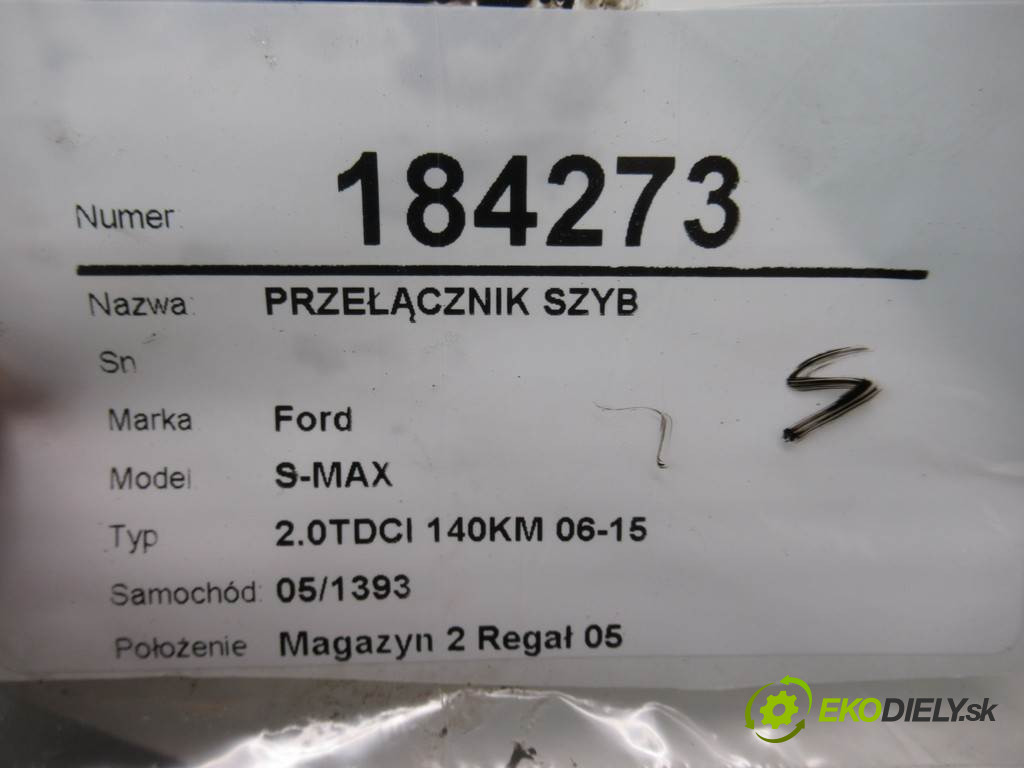 Numer: 184273
Nazwa: PRZEŁĄCZNIK SZYB
Sn
Marka Ford
Model S-MAX
Typ 2.0TDCI 140KM 06-15
Samochód: 05/1393
Położenie Magazyn 2 Regał 05
EKODIELY.sk